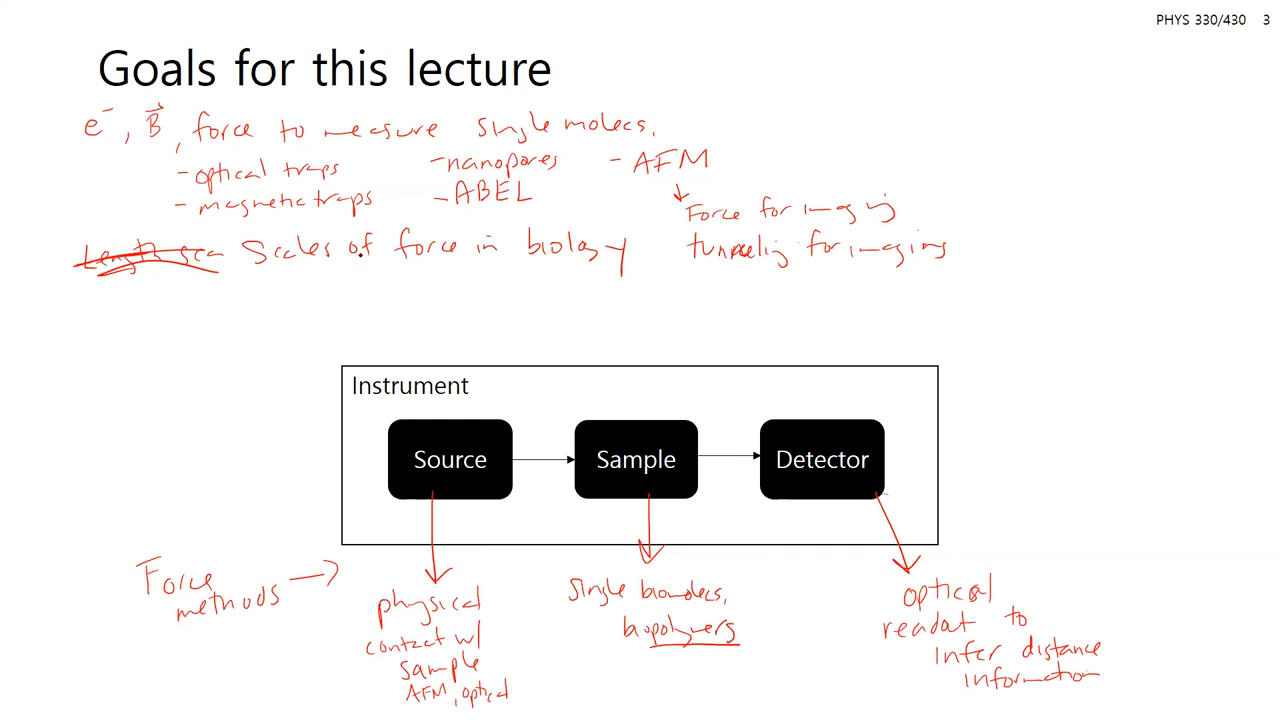 PHYS 330/430 3
Goals for this lecture
e⁻, B⃗, force to measure single molecs.
- optical traps - nanopores - AFM
- magnetic traps - ABEL
↓ Force for imaging
Scales of force in biology tunneling for imaging
Instrument
Source Sample Detector
Force methods →
physical
contact w/
sample
AFM, optical
single biomolecs,
biopolymers
optical
readout to
infer distance
information